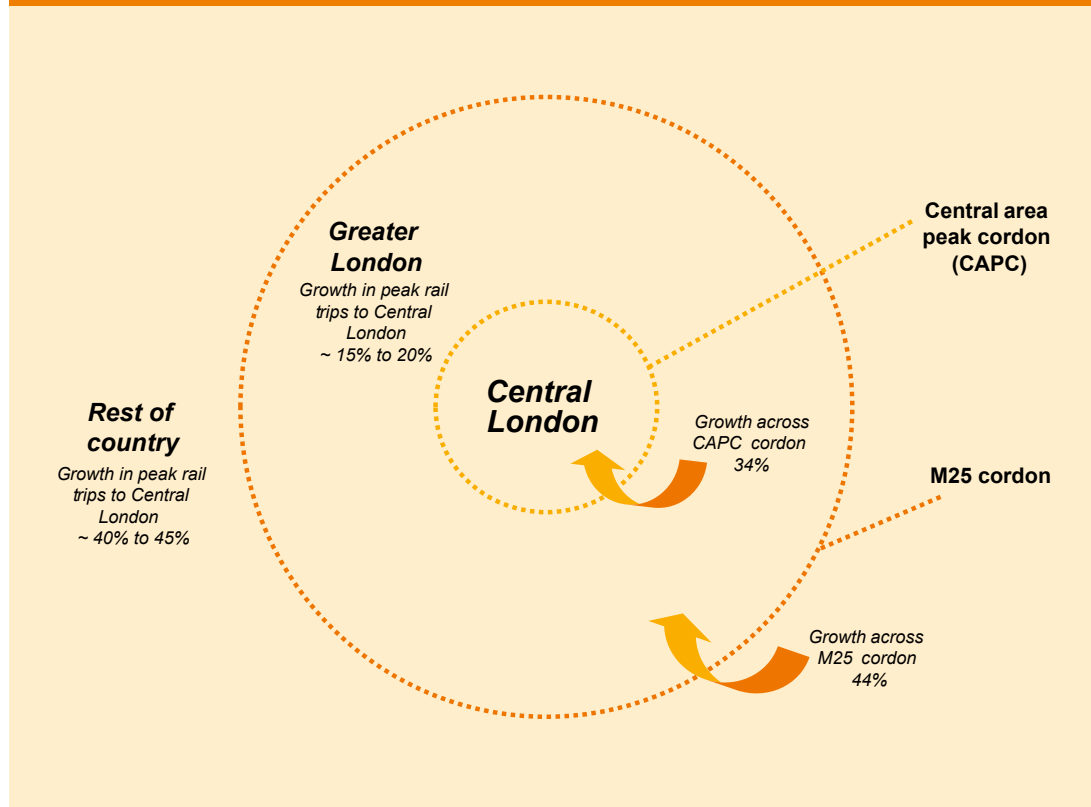 Greater
London
Growth in peak rail
trips to Central
London
~ 15% to 20%
Central area
peak cordon
(CAPC)
Central
London
Rest of
country
Growth in peak rail
trips to Central
London
~ 40% to 45%
Growth across
CAPC cordon
34%
M25 cordon
Growth across
M25 cordon
44%